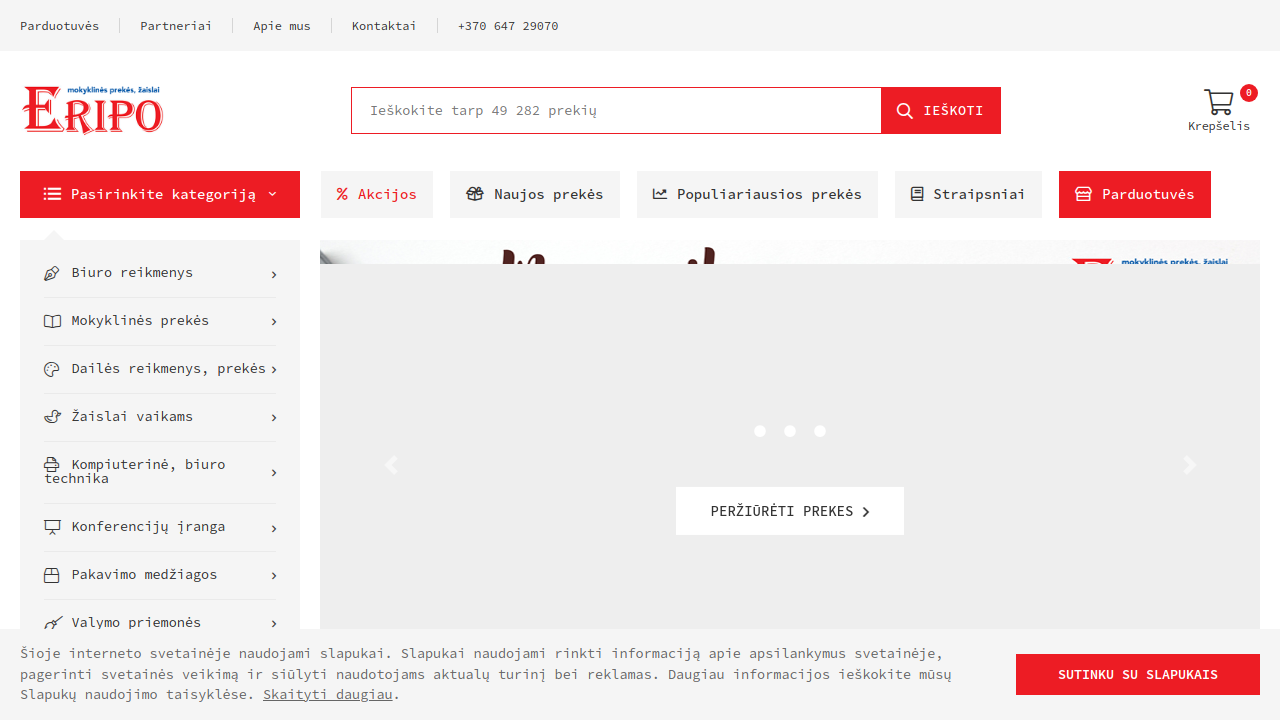 Parduotuvės
Partneriai
Apie mus
Kontaktai
+370 647 29070
mokyklinės prekės, žaislai
ERIPO
Ieškokite tarp 49 282 prekių
IEŠKOTI
0
Krepšelis
Pasirinkite kategoriją
Akcijos
Naujos prekės
Populiariausios prekės
Straipsniai
Parduotuvės
Biuro reikmenys
Mokyklinės prekės
Dailės reikmenys, prekės
Žaislai vaikams
Kompiuterinė, biuro
technika
Konferencijų įranga
Pakavimo medžiagos
Valymo priemonės
mokyklinės prekės, žaislai
PERŽIŪRĖTI PREKES
Šioje interneto svetainėje naudojami slapukai. Slapukai naudojami rinkti informaciją apie apsilankymus svetainėje,
pagerinti svetainės veikimą ir siūlyti naudotojams aktualų turinį bei reklamas. Daugiau informacijos ieškokite mūsų
Slapukų naudojimo taisyklėse. Skaityti daugiau.
SUTINKU SU SLAPUKAIS